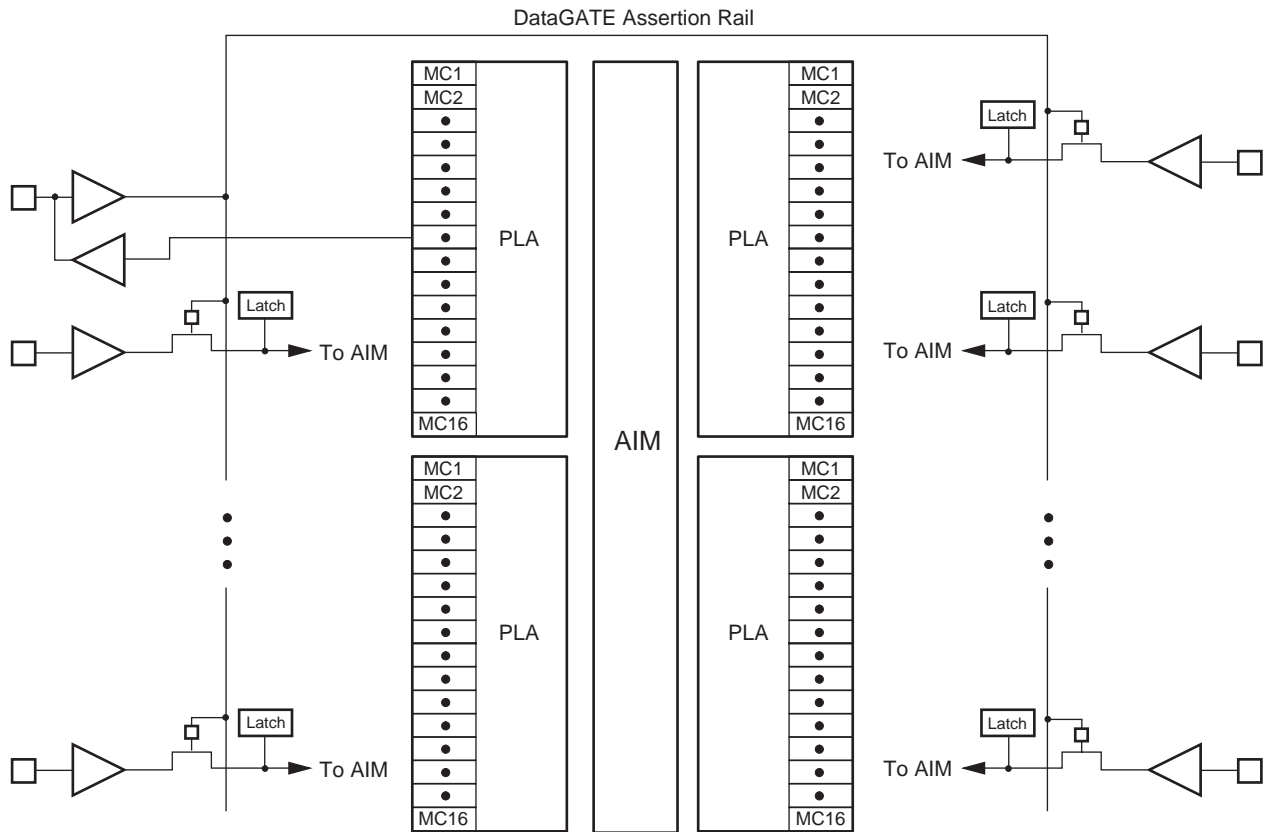 DataGATE Assertion Rail
MC1
MC2
PLA
MC16
MC1
MC2
PLA
MC16
AIM
MC1
MC2
PLA
MC16
MC1
MC2
PLA
MC16
Latch
To AIM
Latch
To AIM
Latch
To AIM
Latch
To AIM
Latch
To AIM